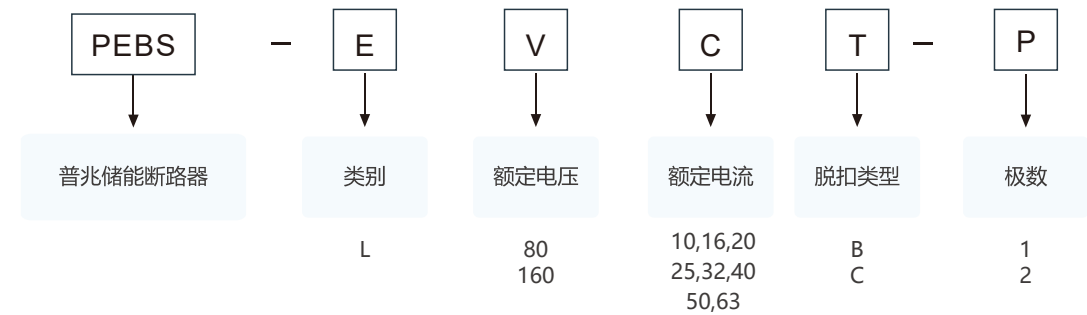 PEBS – E V C T – P
普兆储能断路器 类别 额定电压 额定电流 脱扣类型 极数
L 80 10,16,20 B 1
160 25,32,40 C 2
50,63